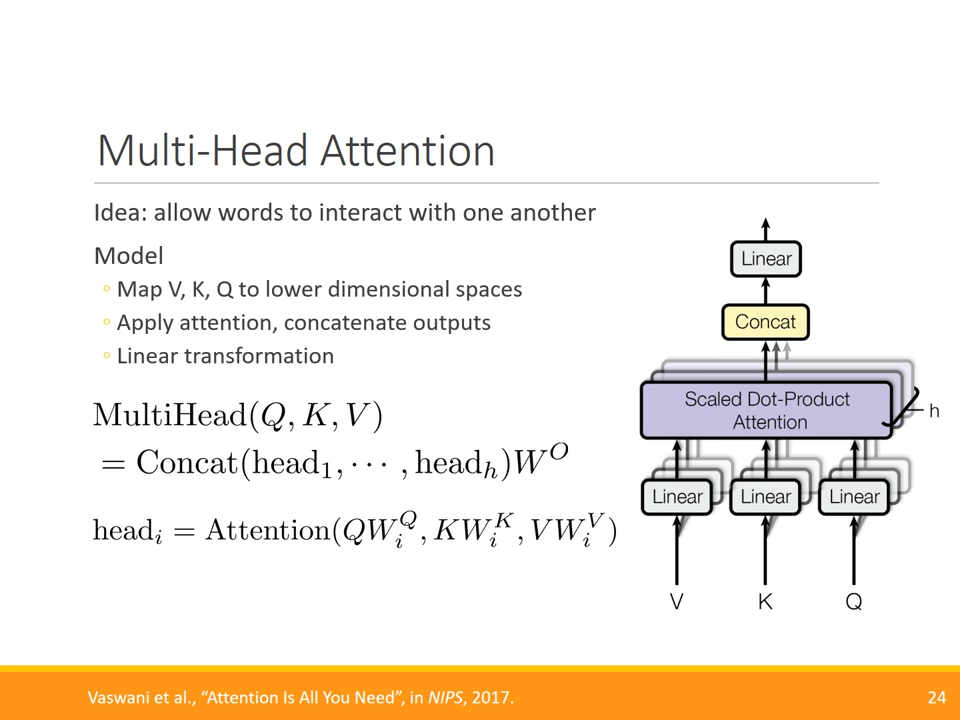 Multi-Head Attention
Idea: allow words to interact with one another
Model
◦ Map V, K, Q to lower dimensional spaces
◦ Apply attention, concatenate outputs
◦ Linear transformation
MultiHead(Q, K, V)
= Concat(head₁, ⋯ , headₕ)W^O
headᵢ = Attention(QWᵢ^Q, KWᵢ^K, VWᵢ^V)
Linear
Concat
Scaled Dot-Product
Attention
h
Linear Linear Linear
V K Q
Vaswani et al., “Attention Is All You Need”, in NIPS, 2017.
24